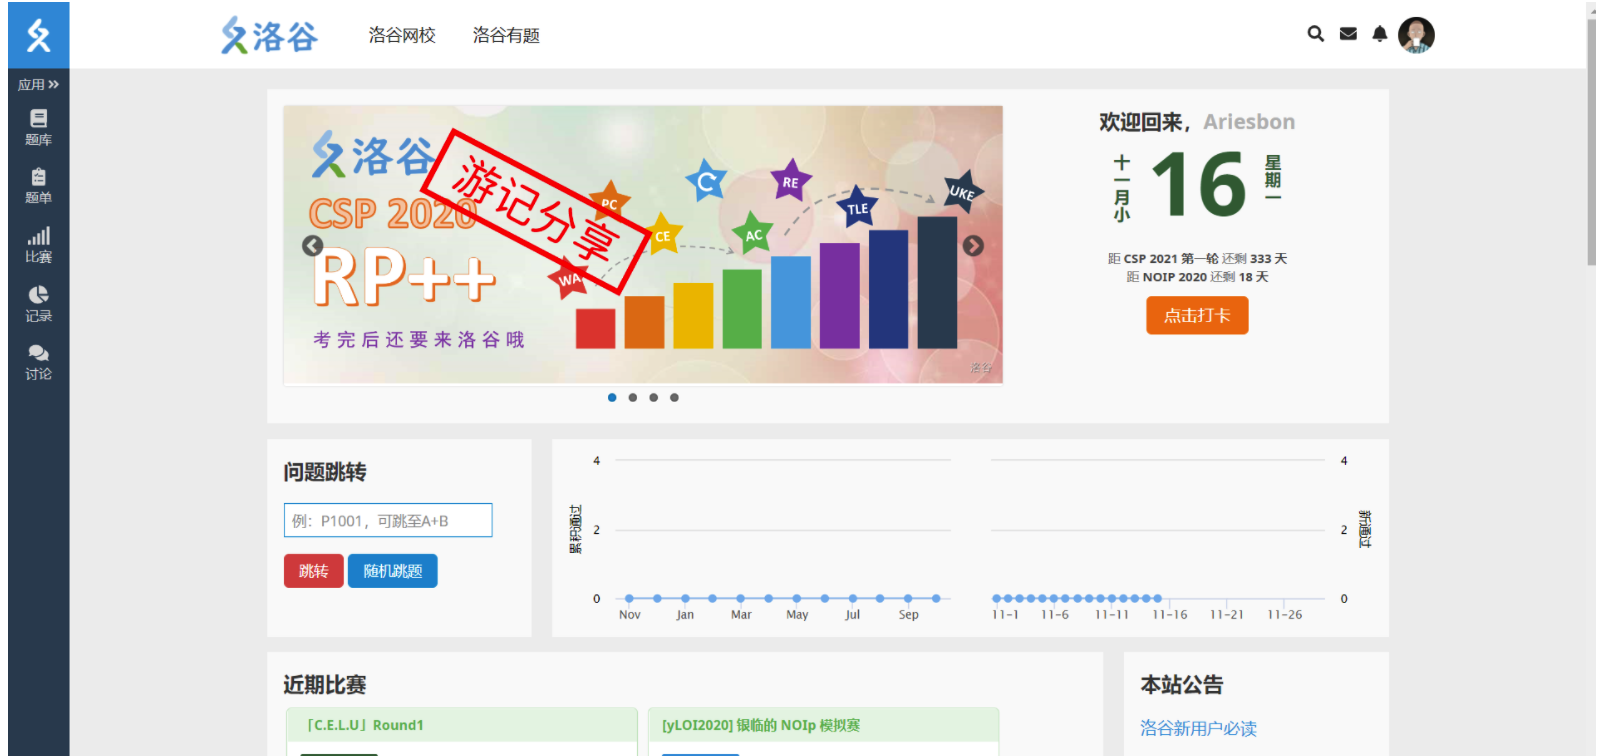 洛谷
洛谷网校
洛谷有题
应用
题库
题单
比赛
记录
讨论
洛谷
游记分享
CSP 2020
RP++
考完后还要来洛谷哦
WA
PC
CE
C
AC
RE
TLE
UKE
洛谷
欢迎回来，Ariesbon
十一月小
16
星期一
距 CSP 2021 第一轮 还剩 333 天
距 NOIP 2020 还剩 18 天
点击打卡
问题跳转
例：P1001，可跳至A+B
跳转
随机跳题
累积通过
4
2
0
Nov Jan Mar May Jul Sep
新通过
4
2
0
11-1 11-6 11-11 11-16 11-21 11-26
近期比赛
「C.E.L.U」Round1
[yLOI2020] 银临的 NOIp 模拟赛
本站公告
洛谷新用户必读